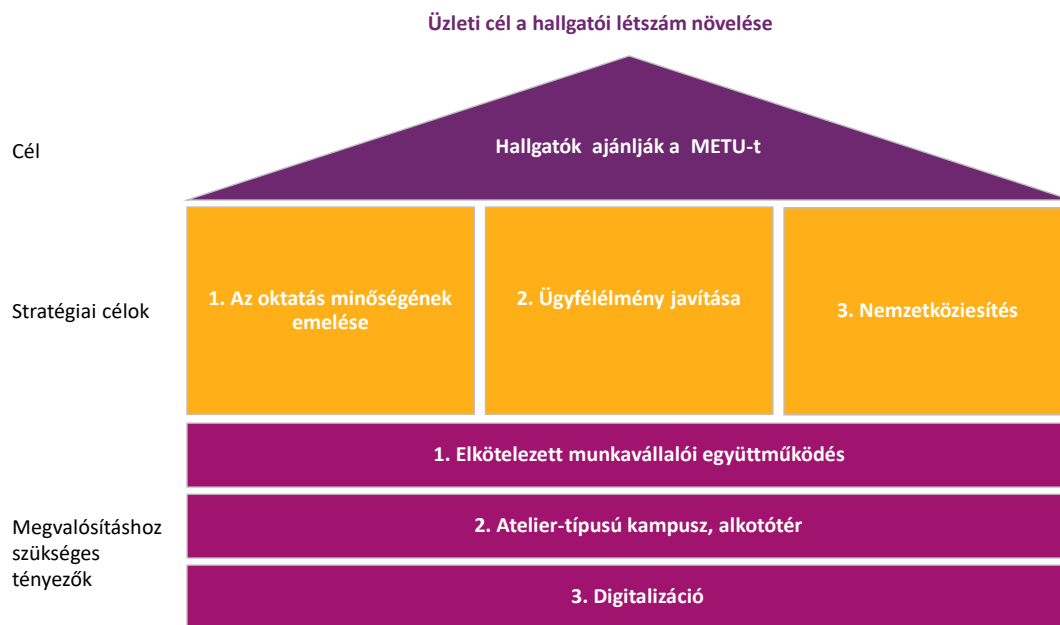 Üzleti cél a hallgatói létszám növelése
Cél
Hallgatók ajánlják a METU-t
Stratégiai célok
1. Az oktatás minőségének
emelése
2. Ügyfélélmény javítása
3. Nemzetköziesítés
Megvalósításhoz
szükséges
tényezők
1. Elkötelezett munkavállalói együttműködés
2. Atelier-típusú kampusz, alkotótér
3. Digitalizáció